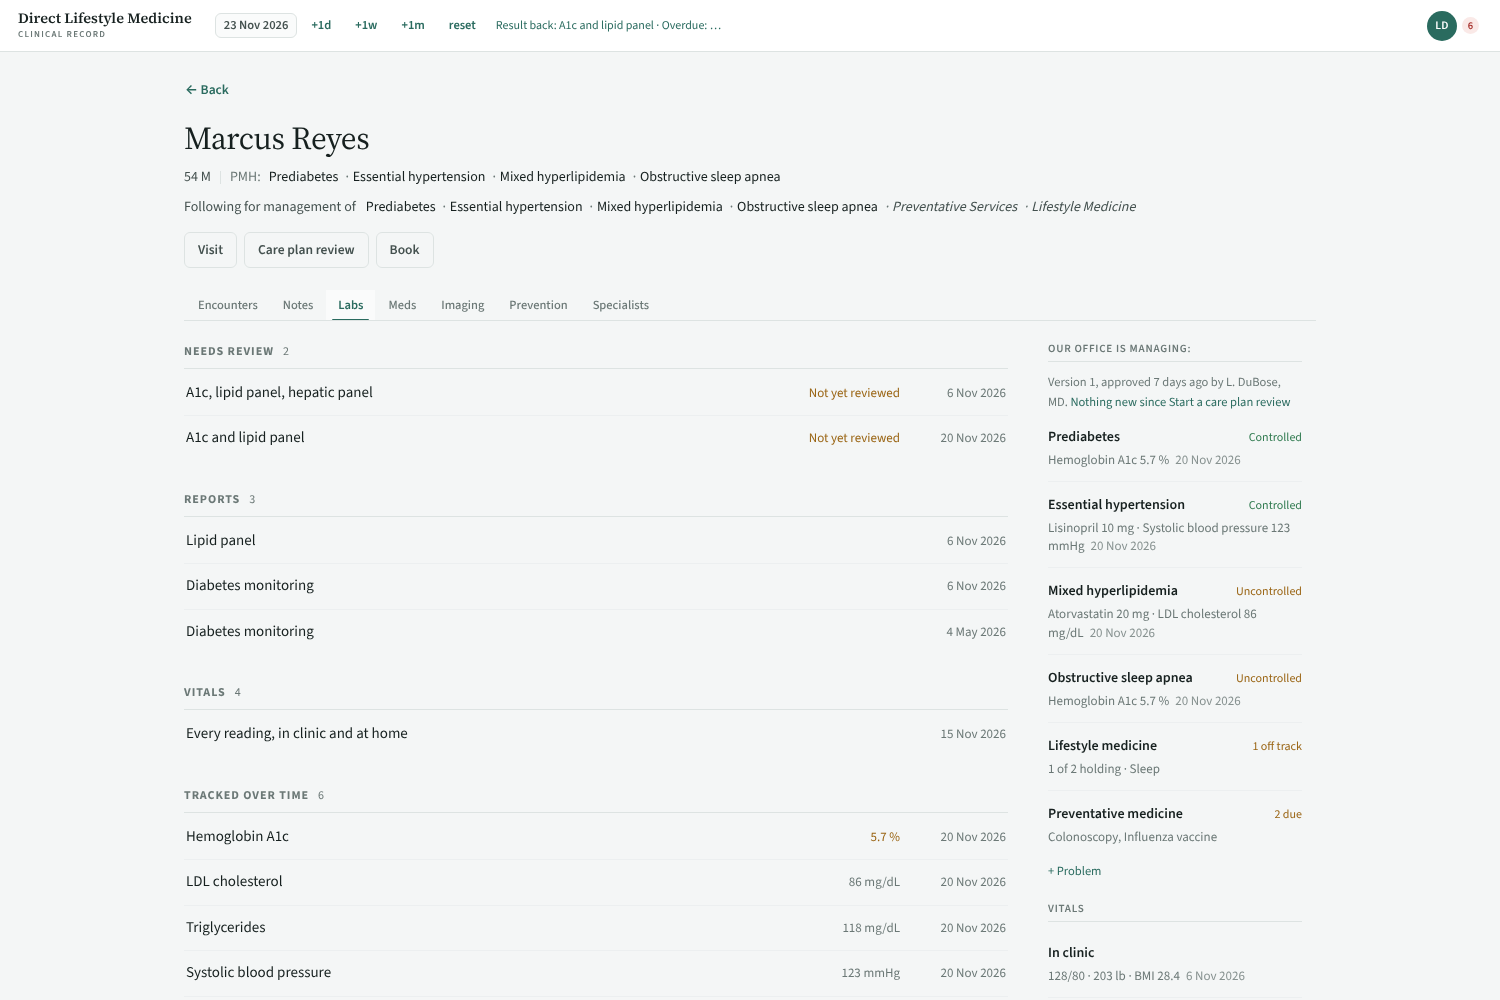 Direct Lifestyle Medicine
CLINICAL RECORD
23 Nov 2026 +1d +1w +1m reset Result back: A1c and lipid panel · Overdue: …
LD 6
← Back
Marcus Reyes
54 M PMH: Prediabetes · Essential hypertension · Mixed hyperlipidemia · Obstructive sleep apnea
Following for management of Prediabetes · Essential hypertension · Mixed hyperlipidemia · Obstructive sleep apnea · Preventative Services · Lifestyle Medicine
Visit Care plan review Book
Encounters Notes Labs Meds Imaging Prevention Specialists
NEEDS REVIEW 2
A1c, lipid panel, hepatic panel Not yet reviewed 6 Nov 2026
A1c and lipid panel Not yet reviewed 20 Nov 2026
REPORTS 3
Lipid panel 6 Nov 2026
Diabetes monitoring 6 Nov 2026
Diabetes monitoring 4 May 2026
VITALS 4
Every reading, in clinic and at home 15 Nov 2026
TRACKED OVER TIME 6
Hemoglobin A1c 5.7 % 20 Nov 2026
LDL cholesterol 86 mg/dL 20 Nov 2026
Triglycerides 118 mg/dL 20 Nov 2026
Systolic blood pressure 123 mmHg 20 Nov 2026
OUR OFFICE IS MANAGING:
Version 1, approved 7 days ago by L. DuBose,
MD. Nothing new since Start a care plan review
Prediabetes Controlled
Hemoglobin A1c 5.7 % 20 Nov 2026
Essential hypertension Controlled
Lisinopril 10 mg · Systolic blood pressure 123
mmHg 20 Nov 2026
Mixed hyperlipidemia Uncontrolled
Atorvastatin 20 mg · LDL cholesterol 86
mg/dL 20 Nov 2026
Obstructive sleep apnea Uncontrolled
Hemoglobin A1c 5.7 % 20 Nov 2026
Lifestyle medicine 1 off track
1 of 2 holding · Sleep
Preventative medicine 2 due
Colonoscopy, Influenza vaccine
+ Problem
VITALS
In clinic
128/80 · 203 lb · BMI 28.4 6 Nov 2026